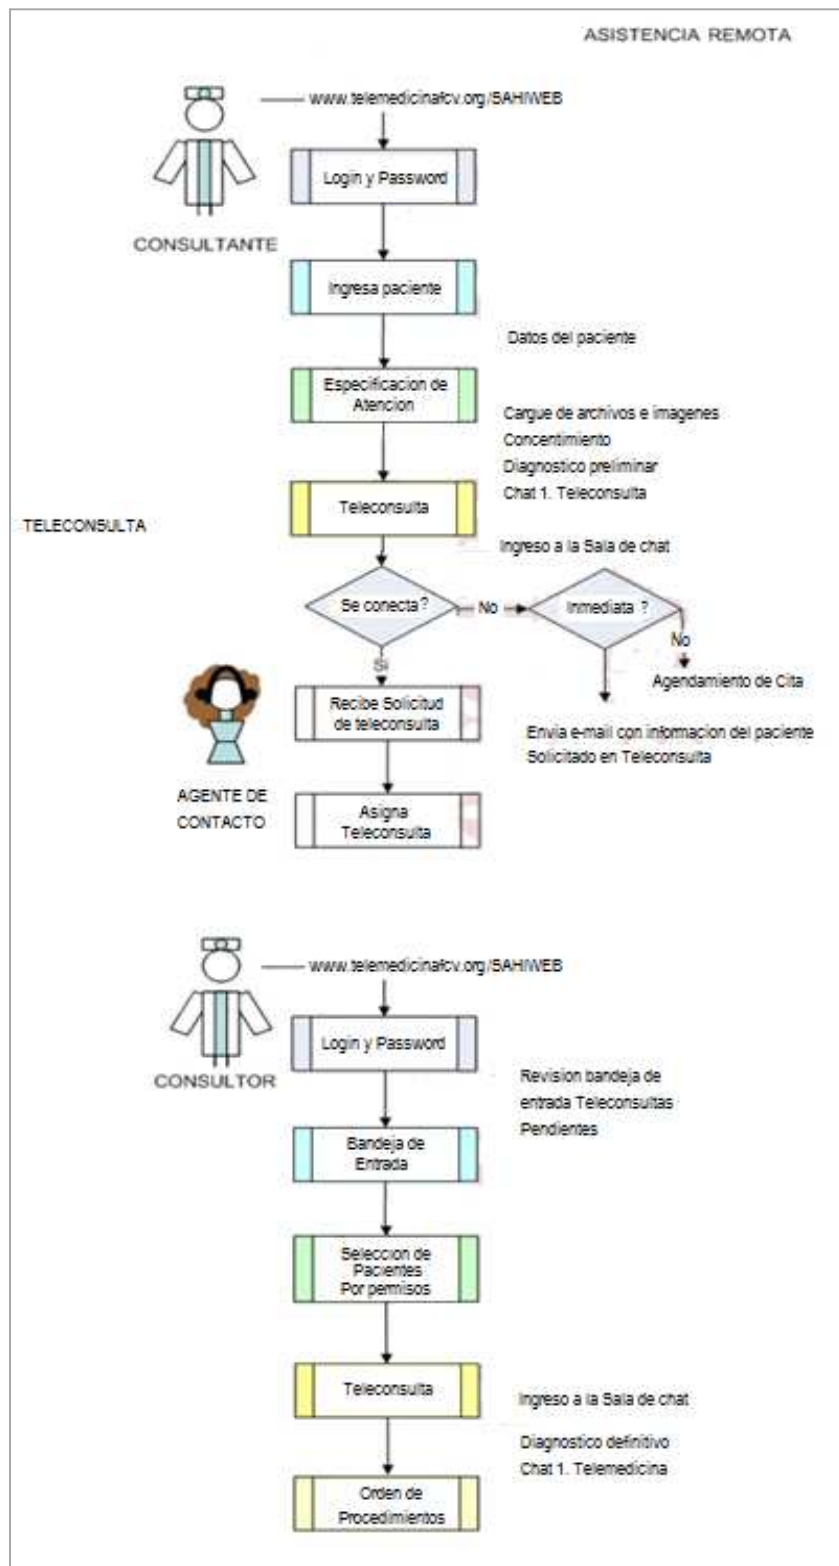 ASISTENCIA REMOTA
www.telemedicinafcv.org/SAHIWEB
Login y Password
CONSULTANTE
Ingresa paciente
Datos del paciente
Especificacion de
Atencion
Cargue de archivos e imagenes
Concentimiento
Diagnostico preliminar
Chat 1. Teleconsulta
Teleconsulta
TELECONSULTA
Ingreso a la Sala de chat
Se conecta?
No
Inmediata ?
No
Si
Agendamiento de Cita
Recibe Solicitud
de teleconsulta
Envia e-mail con informacion del paciente
Solicitado en Teleconsulta
AGENTE DE
CONTACTO
Asigna
Teleconsulta
www.telemedicinafcv.org/SAHIWEB
Login y Password
CONSULTOR
Revision bandeja de
entrada Teleconsultas
Pendientes
Bandeja de
Entrada
Seleccion de
Pacientes
Por permisos
Teleconsulta
Ingreso a la Sala de chat
Diagnostico definitivo
Chat 1. Telemedicina
Orden de
Procedimientos